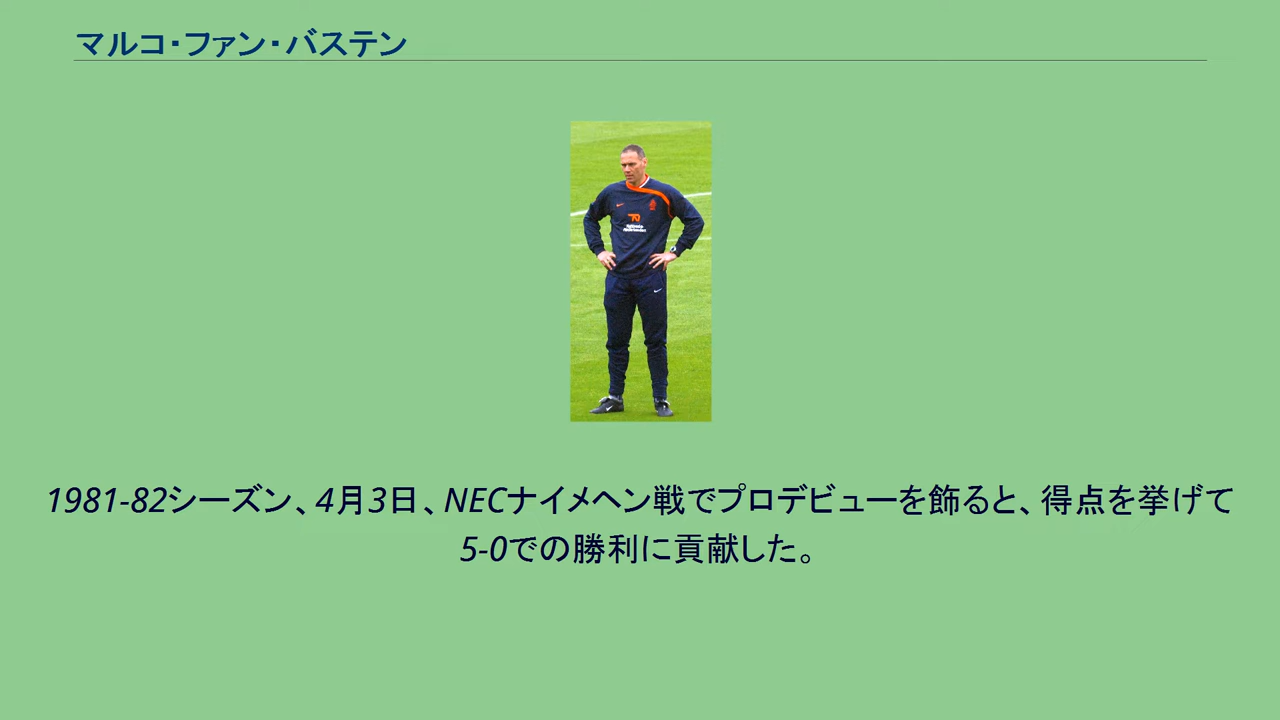 マルコ・ファン・バステン
1981-82シーズン、4月3日、NECナイメヘン戦でプロデビューを飾ると、得点を挙げて
5-0での勝利に貢献した。